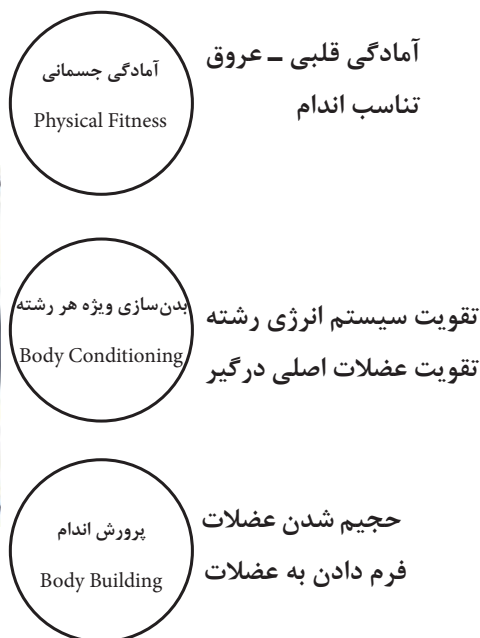 آمادگی جسمانی
Physical Fitness
آمادگی قلبی ـ عروق
تناسب اندام
بدن‌سازی ویژه هر رشته
Body Conditioning
تقویت سیستم انرژی رشته
تقویت عضلات اصلی درگیر
پرورش اندام
Body Building
حجیم شدن عضلات
فرم دادن به عضلات